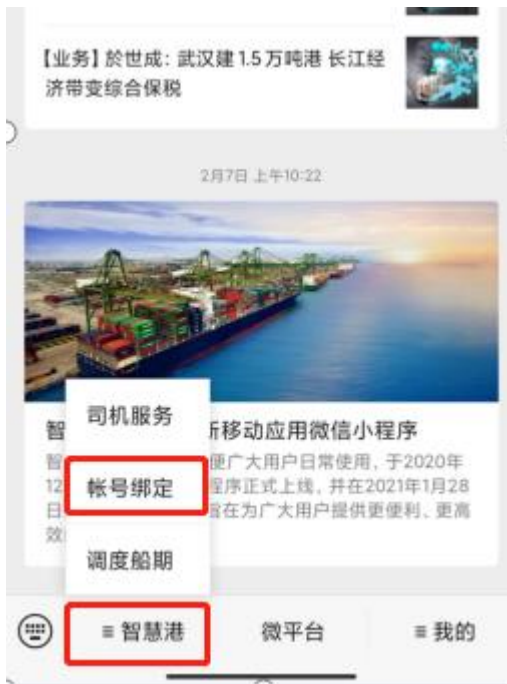 【业务】於世成：武汉建1.5万吨港 长江经
济带变综合保税
2月7日 上午10:22
智 新移动应用微信小程序
智 便广大用户日常使用，于2020年
12 程序正式上线，并在2021年1月28
日 旨在为广大用户提供更便利、更高
效
司机服务
帐号绑定
调度船期
≡ 智慧港
微平台
≡ 我的